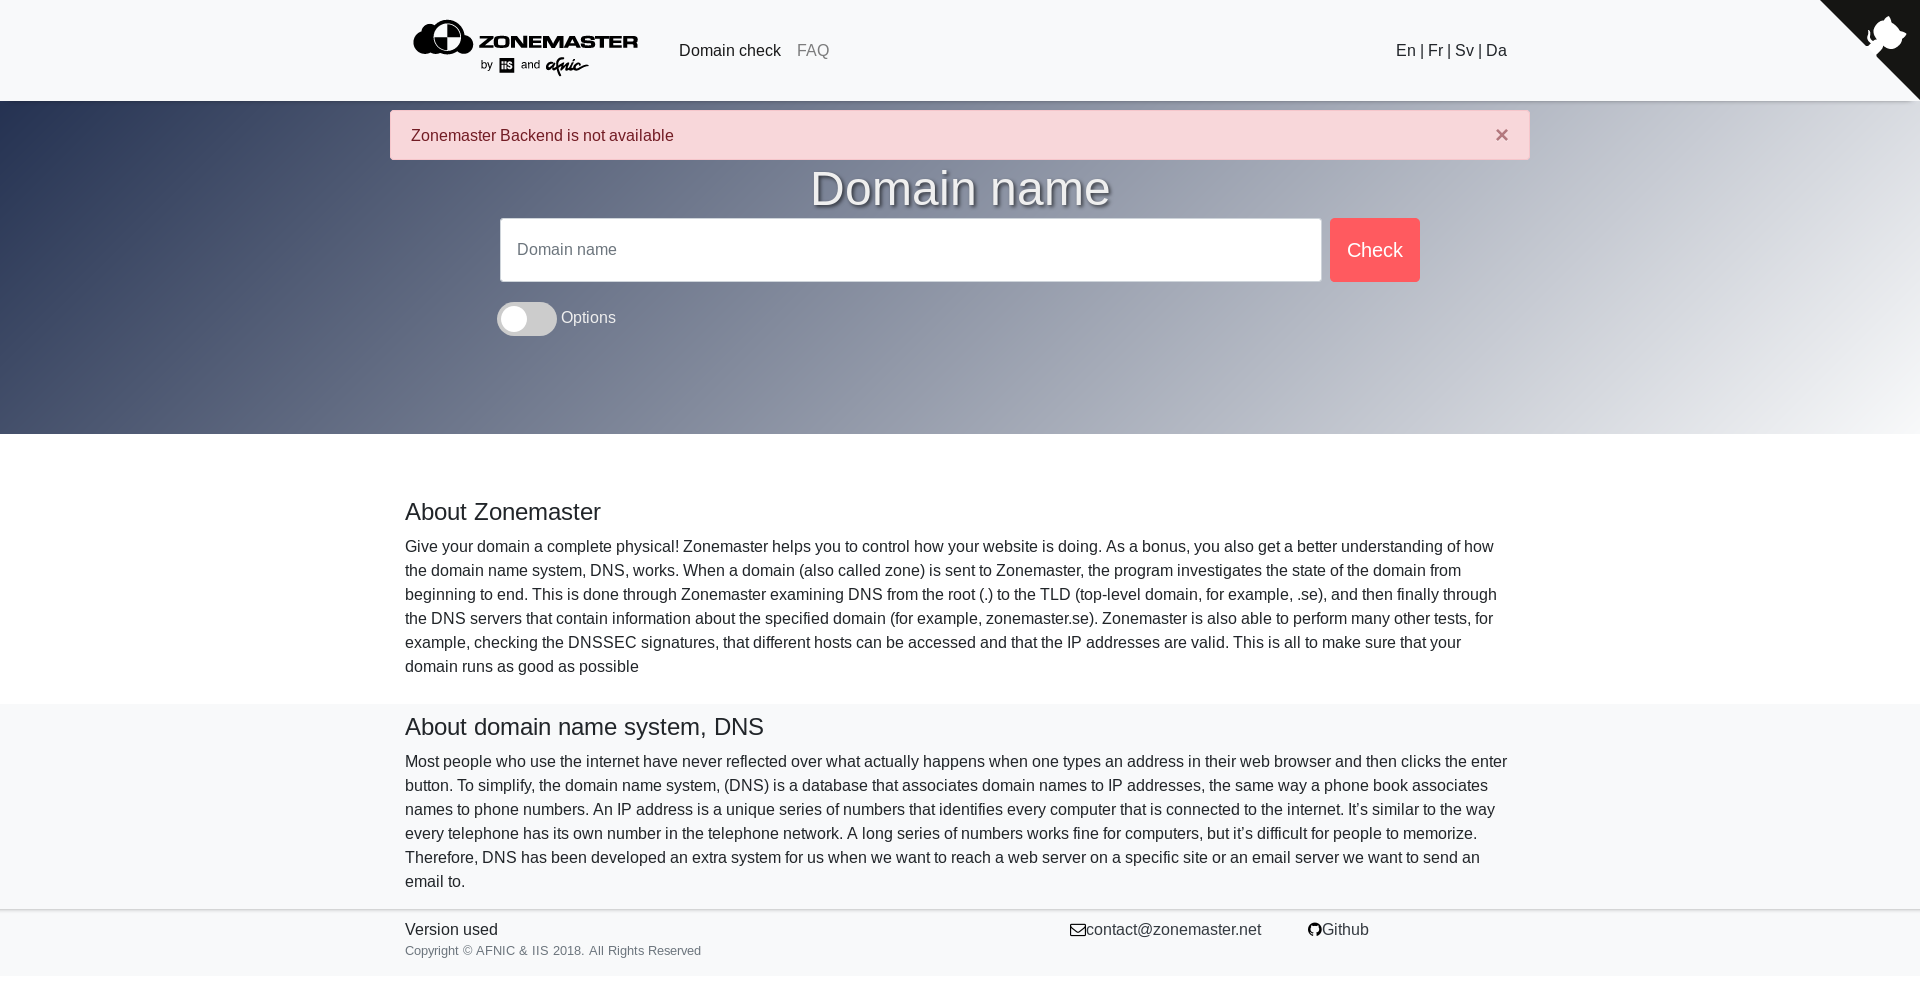 ZONEMASTER
by iis and afnic
Domain check FAQ
En | Fr | Sv | Da
Zonemaster Backend is not available ×
Domain name
Domain name
Check
Options
About Zonemaster
Give your domain a complete physical! Zonemaster helps you to control how your website is doing. As a bonus, you also get a better understanding of how
the domain name system, DNS, works. When a domain (also called zone) is sent to Zonemaster, the program investigates the state of the domain from
beginning to end. This is done through Zonemaster examining DNS from the root (.) to the TLD (top-level domain, for example, .se), and then finally through
the DNS servers that contain information about the specified domain (for example, zonemaster.se). Zonemaster is also able to perform many other tests, for
example, checking the DNSSEC signatures, that different hosts can be accessed and that the IP addresses are valid. This is all to make sure that your
domain runs as good as possible
About domain name system, DNS
Most people who use the internet have never reflected over what actually happens when one types an address in their web browser and then clicks the enter
button. To simplify, the domain name system, (DNS) is a database that associates domain names to IP addresses, the same way a phone book associates
names to phone numbers. An IP address is a unique series of numbers that identifies every computer that is connected to the internet. It’s similar to the way
every telephone has its own number in the telephone network. A long series of numbers works fine for computers, but it’s difficult for people to memorize.
Therefore, DNS has been developed an extra system for us when we want to reach a web server on a specific site or an email server we want to send an
email to.
Version used
Copyright © AFNIC & IIS 2018. All Rights Reserved
contact@zonemaster.net
Github